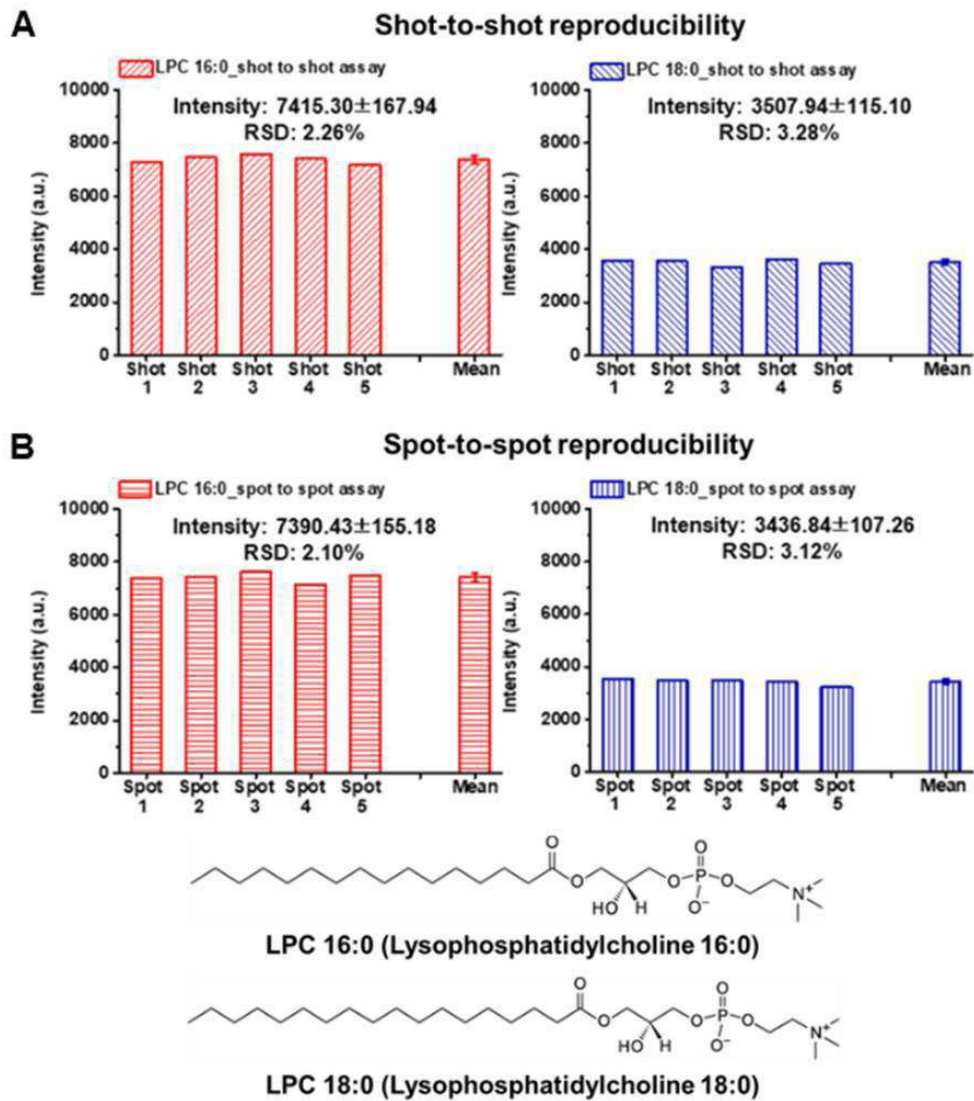 A
Shot-to-shot reproducibility
LPC 16:0_shot to shot assay
Intensity: 7415.30±167.94
RSD: 2.26%
Intensity (a.u.)
10000
8000
6000
4000
2000
0
Shot 1
Shot 2
Shot 3
Shot 4
Shot 5
Mean
LPC 18:0_shot to shot assay
Intensity: 3507.94±115.10
RSD: 3.28%
Intensity (a.u.)
10000
8000
6000
4000
2000
0
Shot 1
Shot 2
Shot 3
Shot 4
Shot 5
Mean
B
Spot-to-spot reproducibility
LPC 16:0_spot to spot assay
Intensity: 7390.43±155.18
RSD: 2.10%
Intensity (a.u.)
10000
8000
6000
4000
2000
0
Spot 1
Spot 2
Spot 3
Spot 4
Spot 5
Mean
LPC 18:0_spot to spot assay
Intensity: 3436.84±107.26
RSD: 3.12%
Intensity (a.u.)
10000
8000
6000
4000
2000
0
Spot 1
Spot 2
Spot 3
Spot 4
Spot 5
Mean
O
O
HO
H
O
O
P
O⁻
O
N⁺
LPC 16:0 (Lysophosphatidylcholine 16:0)
O
O
HO
H
O
O
P
O⁻
O
N⁺
LPC 18:0 (Lysophosphatidylcholine 18:0)